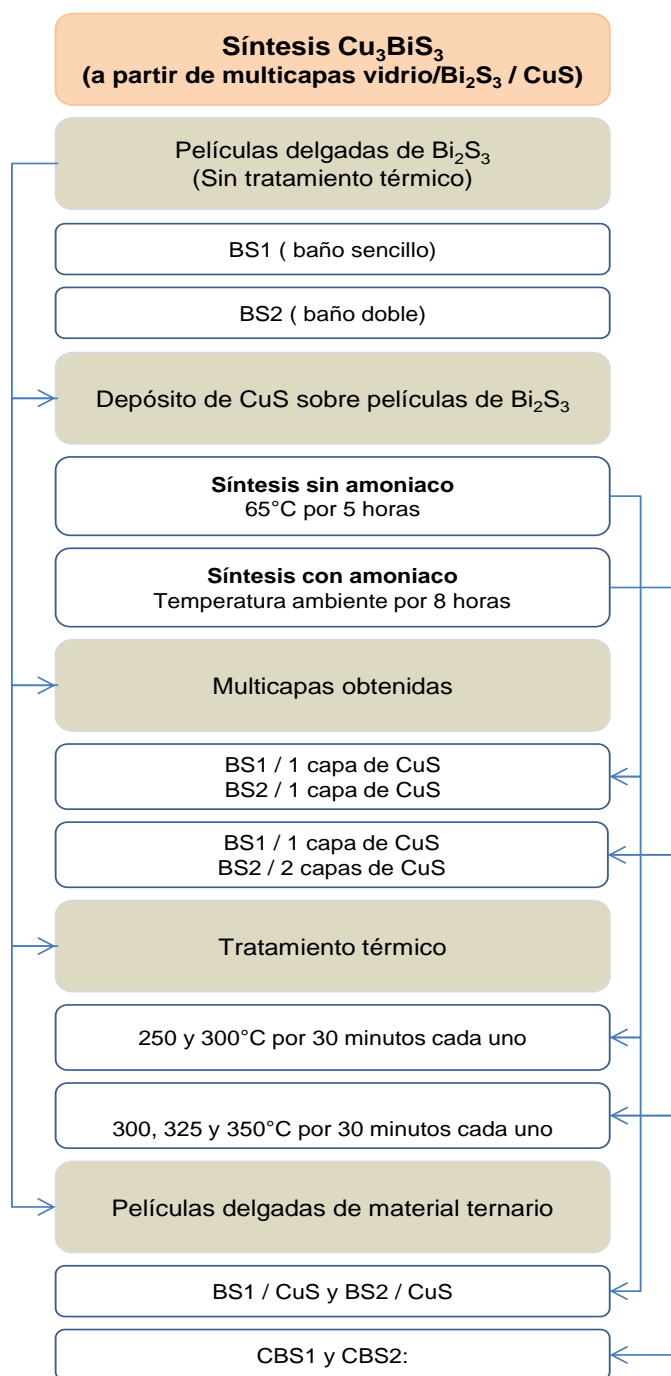 Síntesis Cu₃BiS₃
(a partir de multicapas vidrio/Bi₂S₃ / CuS)
Películas delgadas de Bi₂S₃
(Sin tratamiento térmico)
BS1 ( baño sencillo)
BS2 ( baño doble)
Depósito de CuS sobre películas de Bi₂S₃
Síntesis sin amoniaco
65°C por 5 horas
Síntesis con amoniaco
Temperatura ambiente por 8 horas
Multicapas obtenidas
BS1 / 1 capa de CuS
BS2 / 1 capa de CuS
BS1 / 1 capa de CuS
BS2 / 2 capas de CuS
Tratamiento térmico
250 y 300°C por 30 minutos cada uno
300, 325 y 350°C por 30 minutos cada uno
Películas delgadas de material ternario
BS1 / CuS y BS2 / CuS
CBS1 y CBS2: